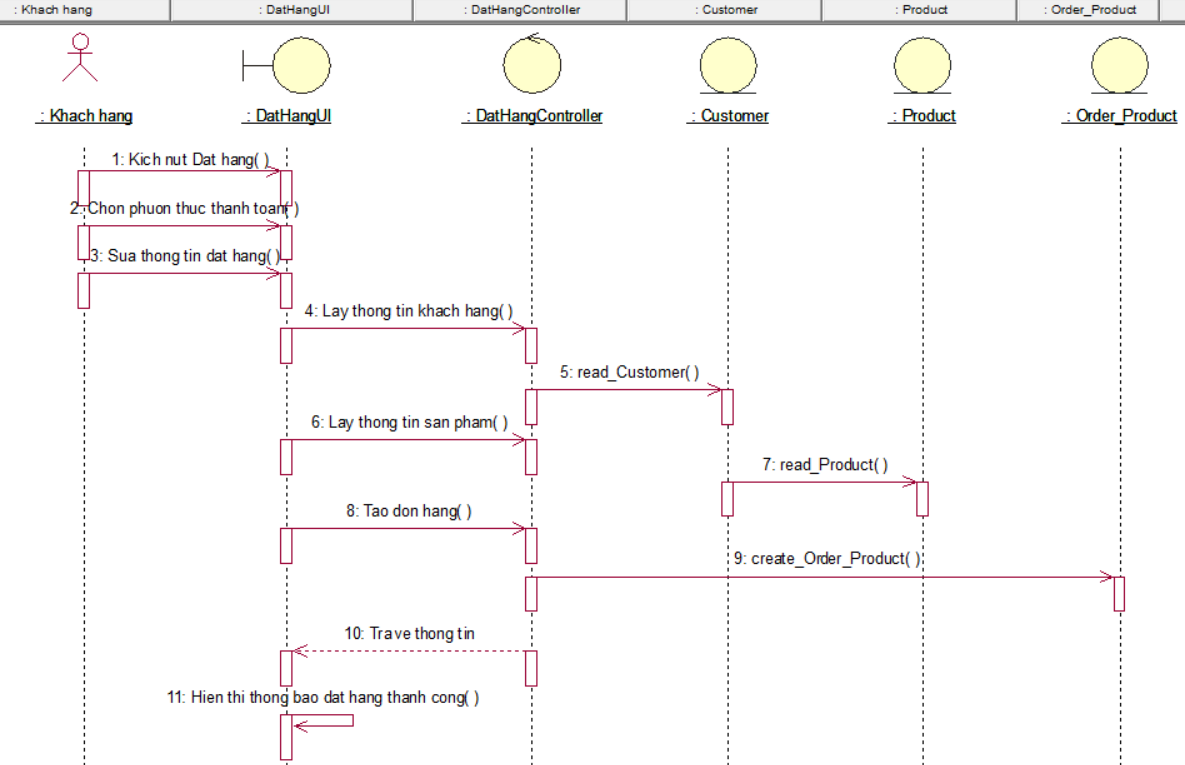 : Khach hang
: DatHangUI
: DatHangController
: Customer
: Product
: Order_Product
: Khach hang
: DatHangUI
: DatHangController
: Customer
: Product
: Order_Product
1: Kich nut Dat hang( )
2: Chon phuon thuc thanh toan( )
3: Sua thong tin dat hang( )
4: Lay thong tin khach hang( )
5: read_Customer( )
6: Lay thong tin san pham( )
7: read_Product( )
8: Tao don hang( )
9: create_Order_Product( )
10: Tra ve thong tin
11: Hien thi thong bao dat hang thanh cong( )